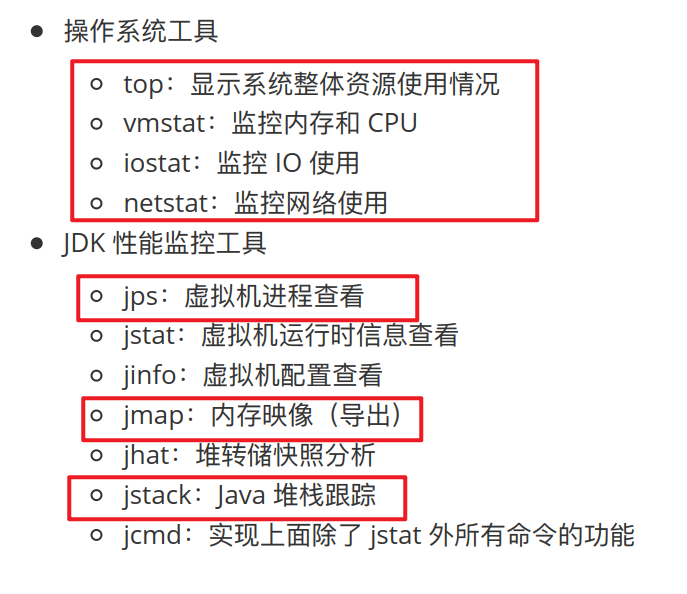 操作系统工具
top：显示系统整体资源使用情况
vmstat：监控内存和 CPU
iostat：监控 IO 使用
netstat：监控网络使用
JDK 性能监控工具
jps：虚拟机进程查看
jstat：虚拟机运行时信息查看
jinfo：虚拟机配置查看
jmap：内存映像（导出）
jhat：堆转储快照分析
jstack：Java 堆栈跟踪
jcmd：实现上面除了 jstat 外所有命令的功能